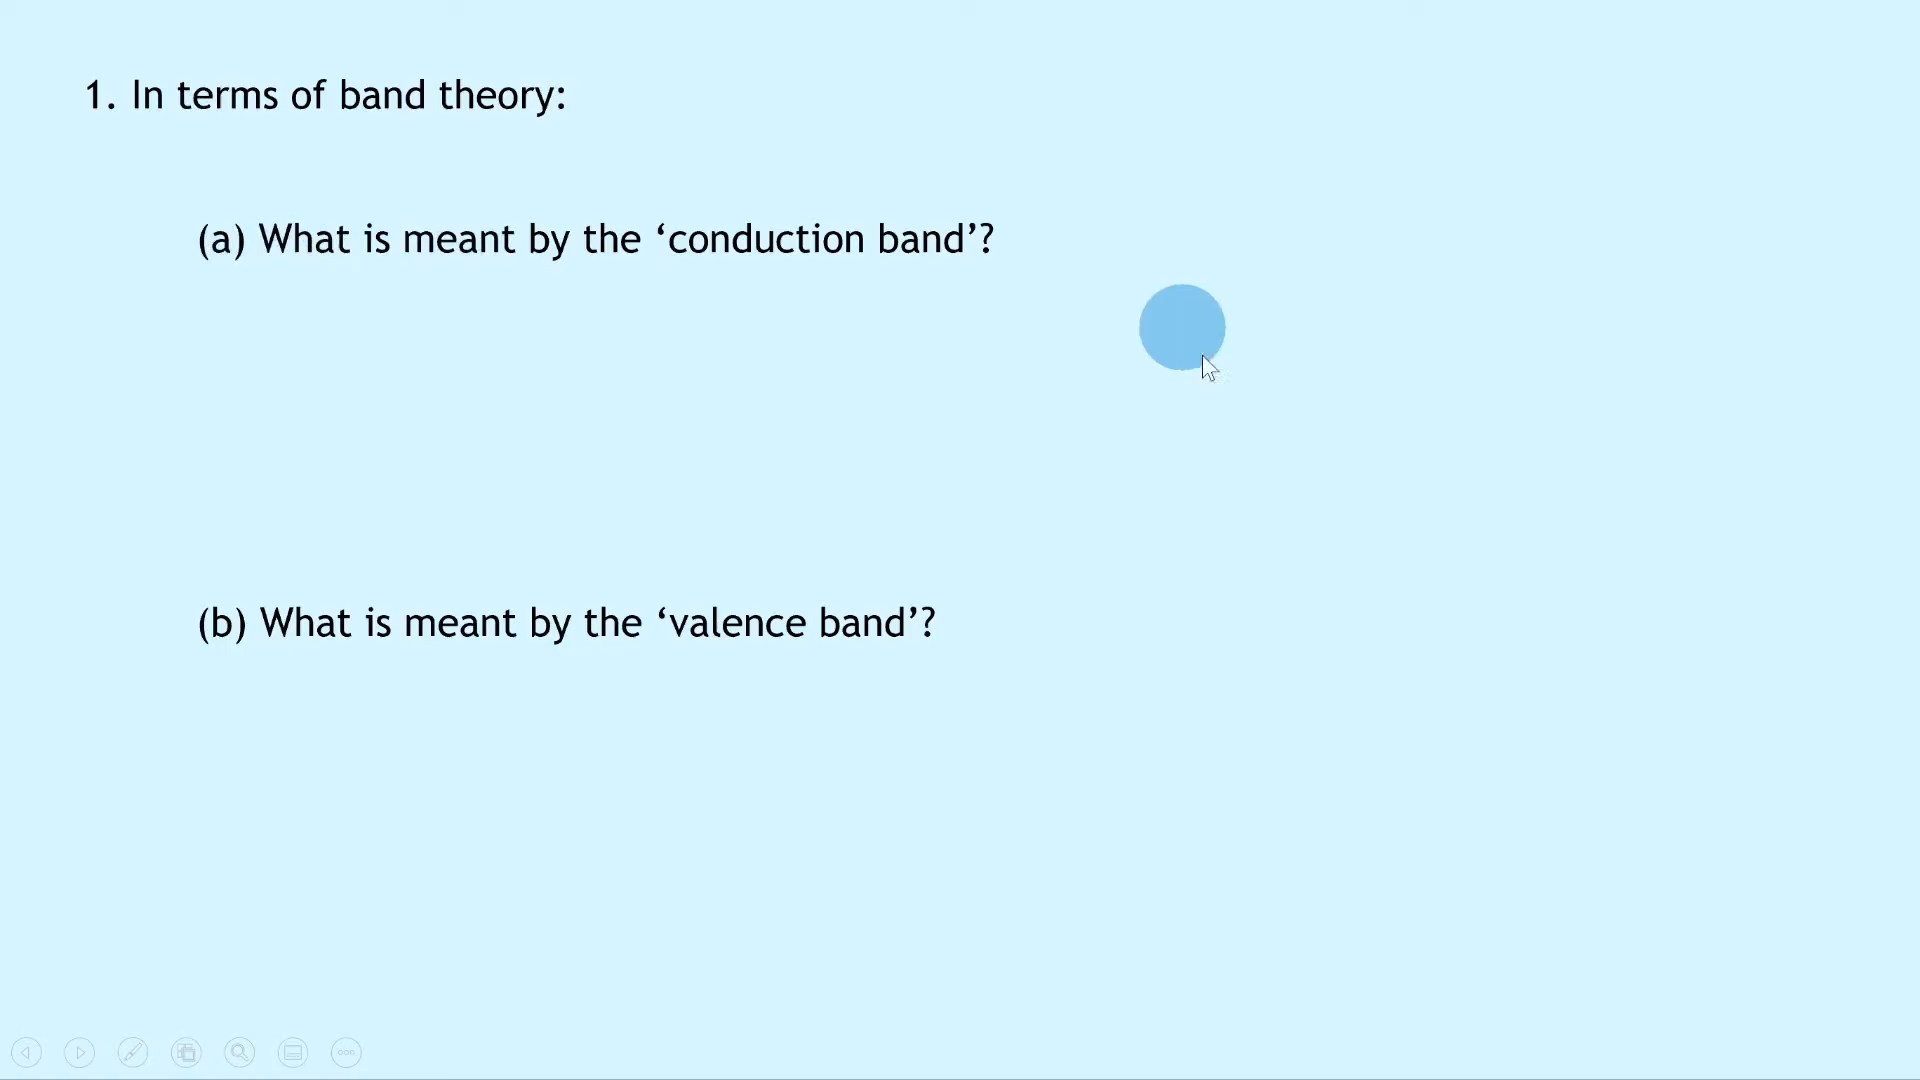 1. In terms of band theory:
(a) What is meant by the ‘conduction band’?
(b) What is meant by the ‘valence band’?